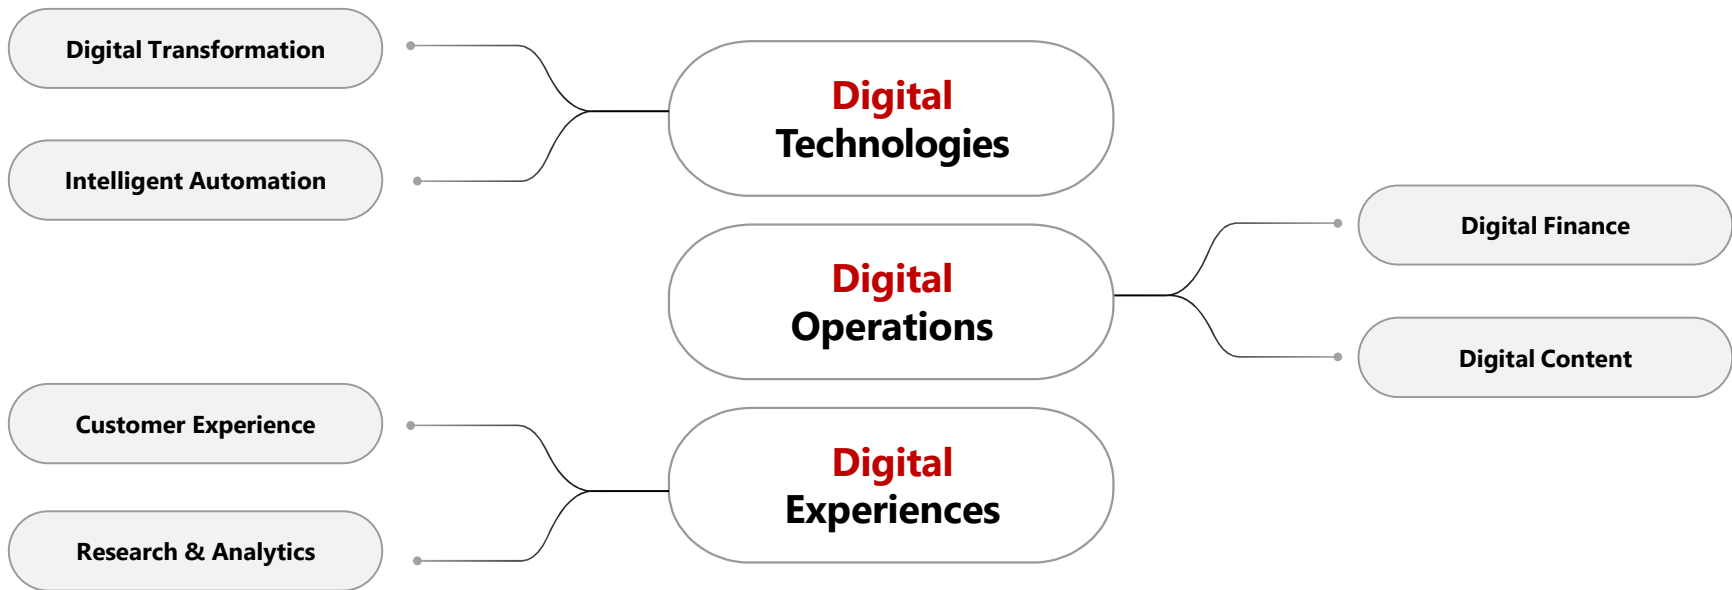 Digital Transformation
Intelligent Automation
Digital
Technologies
Digital
Operations
Digital Finance
Digital Content
Customer Experience
Research & Analytics
Digital
Experiences